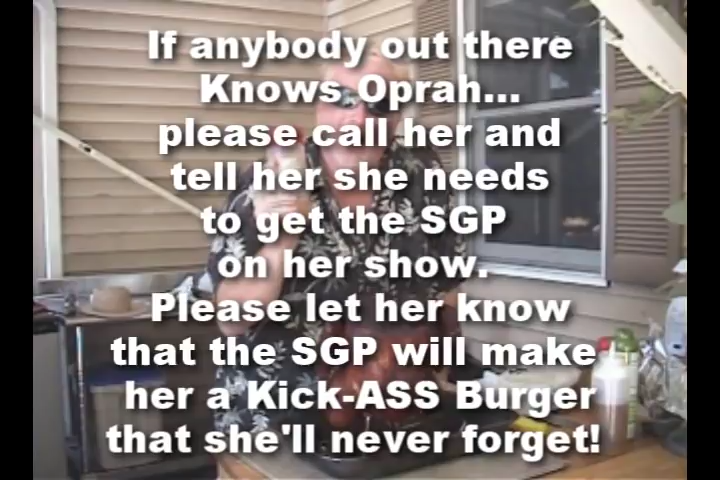 If anybody out there
Knows Oprah...
please call her and
tell her she needs
to get the SGP
on her show.
Please let her know
that the SGP will make
her a Kick-ASS Burger
that she'll never forget!